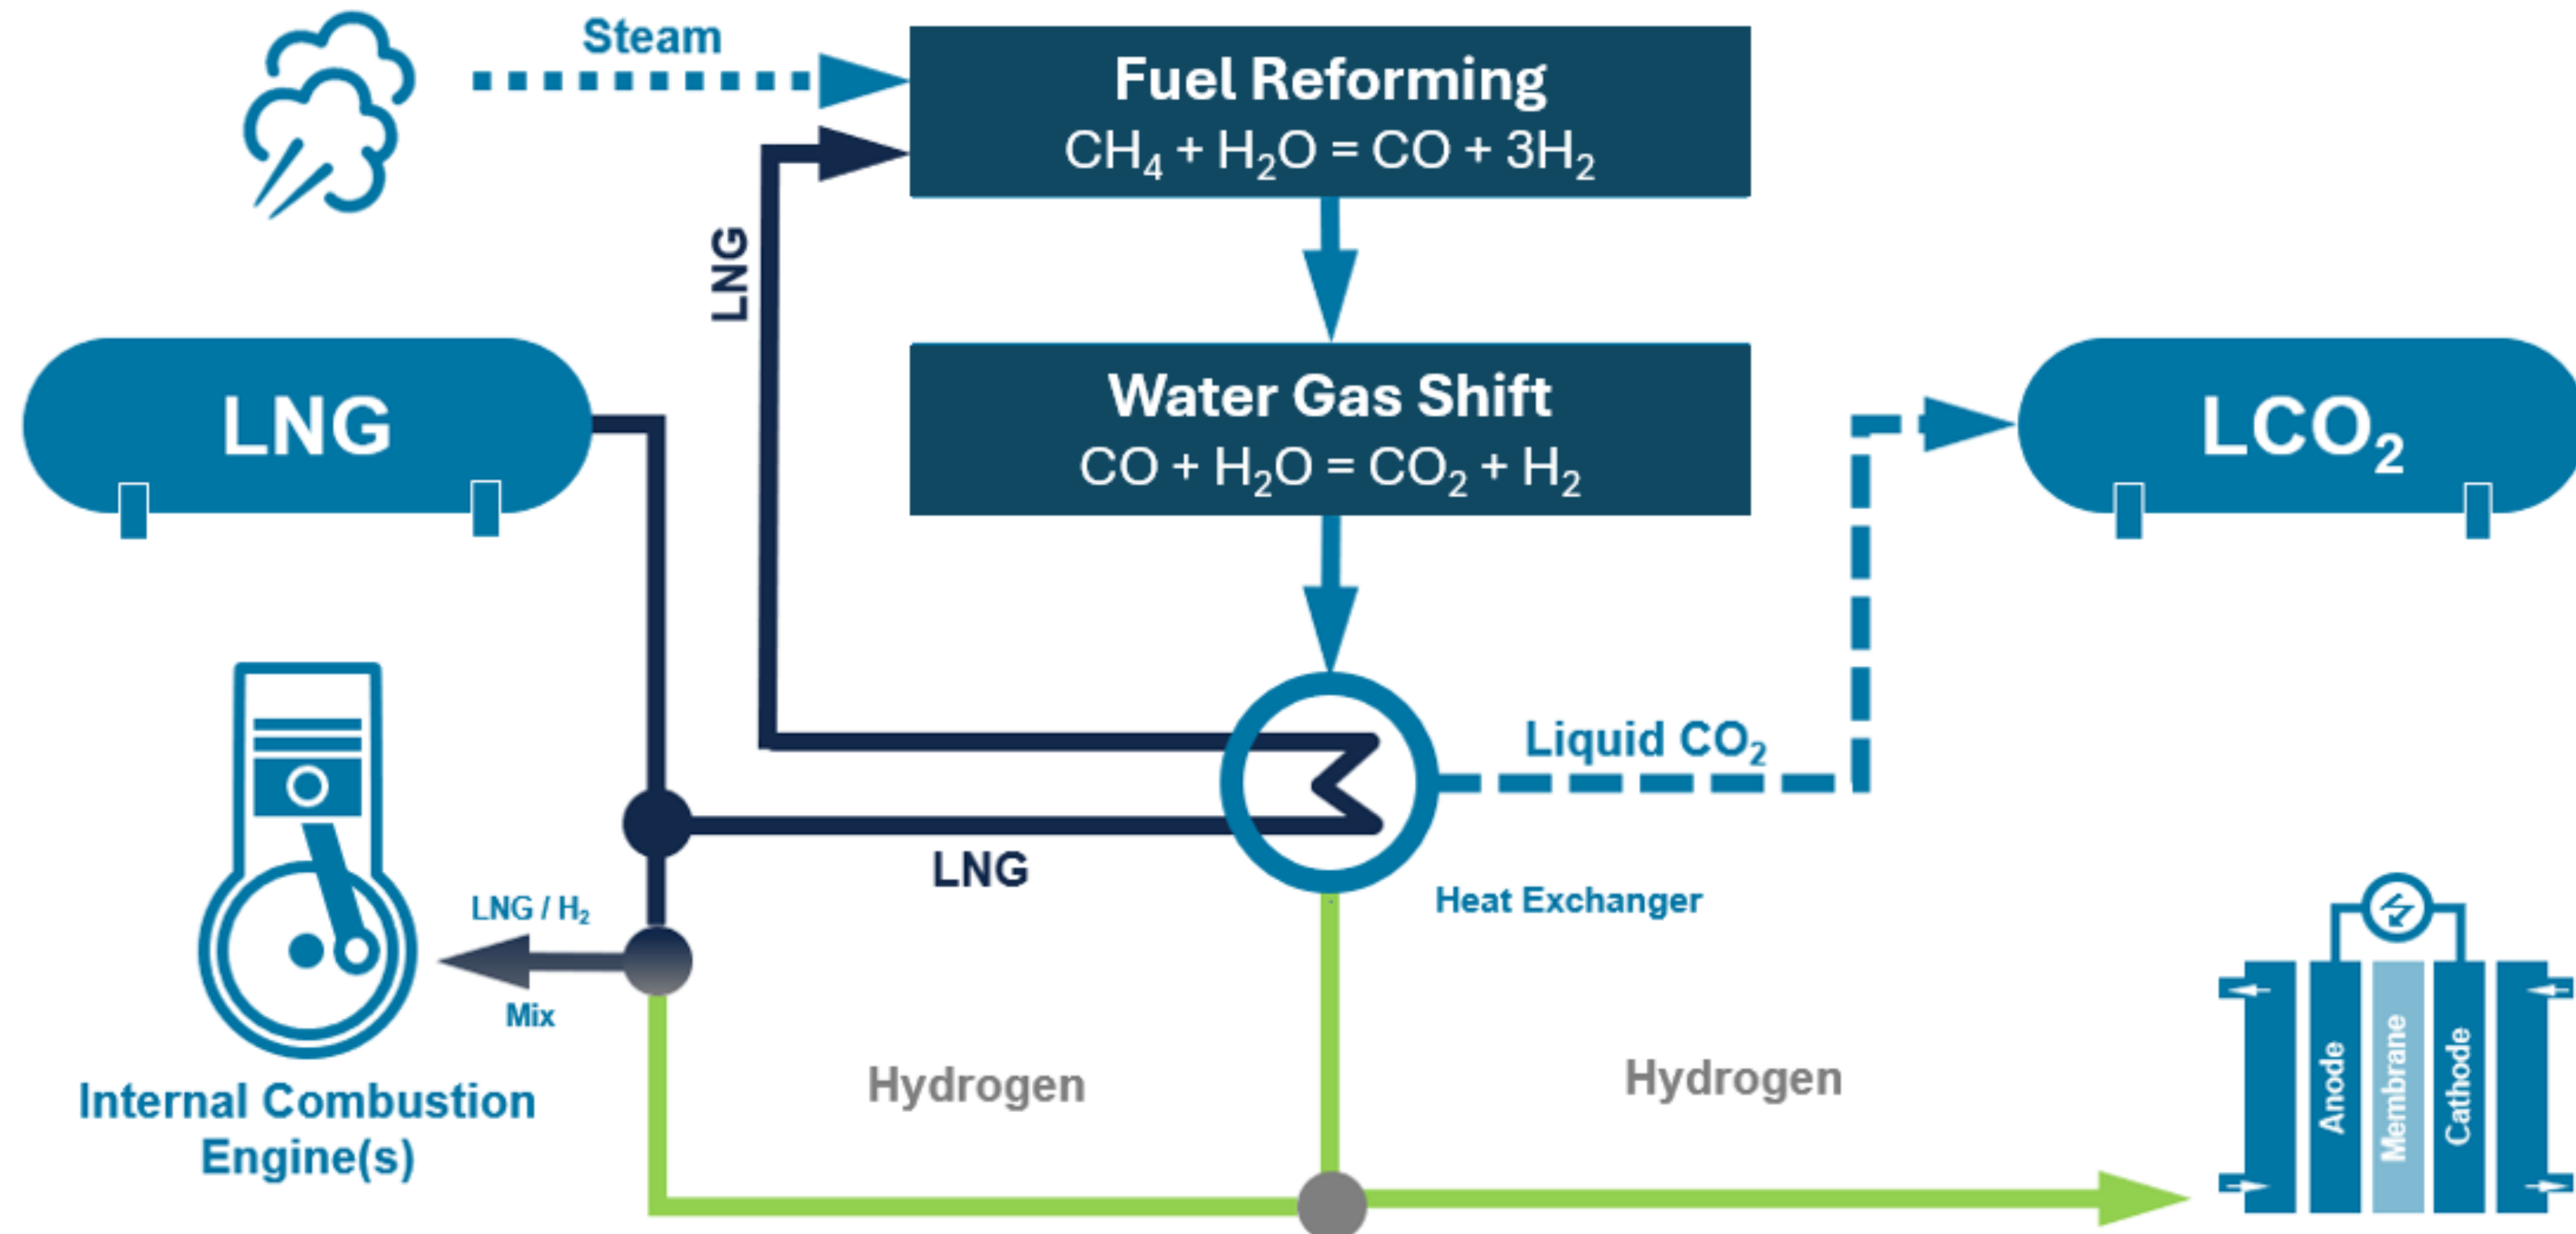 Steam
Fuel Reforming
CH₄ + H₂O = CO + 3H₂
LNG
LNG
Water Gas Shift
CO + H₂O = CO₂ + H₂
LCO₂
Liquid CO₂
LNG
Heat Exchanger
LNG / H₂
Mix
Internal Combustion
Engine(s)
Hydrogen
Hydrogen
Anode
Membrane
Cathode